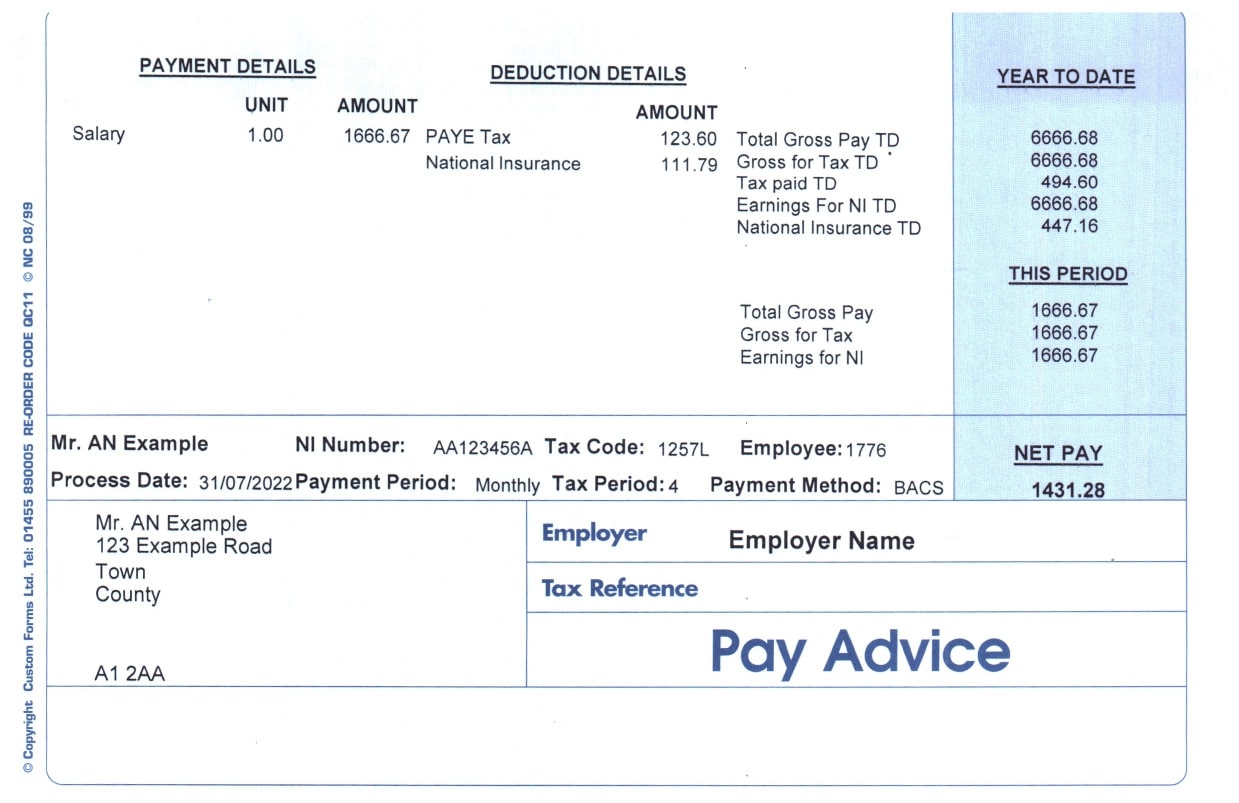 PAYMENT DETAILS DEDUCTION DETAILS YEAR TO DATE
UNIT AMOUNT AMOUNT
Salary 1.00 1666.67 PAYE Tax 123.60 Total Gross Pay TD 6666.68
National Insurance 111.79 Gross for Tax TD 6666.68
Tax paid TD 494.60
Earnings For NI TD 6666.68
National Insurance TD 447.16
THIS PERIOD
Total Gross Pay 1666.67
Gross for Tax 1666.67
Earnings for NI 1666.67
Mr. AN Example NI Number: AA123456A Tax Code: 1257L Employee: 1776 NET PAY
Process Date: 31/07/2022 Payment Period: Monthly Tax Period: 4 Payment Method: BACS 1431.28
Mr. AN Example
123 Example Road
Town
County
A1 2AA
Employer Employer Name
Tax Reference
Pay Advice
© Copyright Custom Forms Ltd. Tel: 01455 890005 RE-ORDER CODE QC11 © NC 08/99